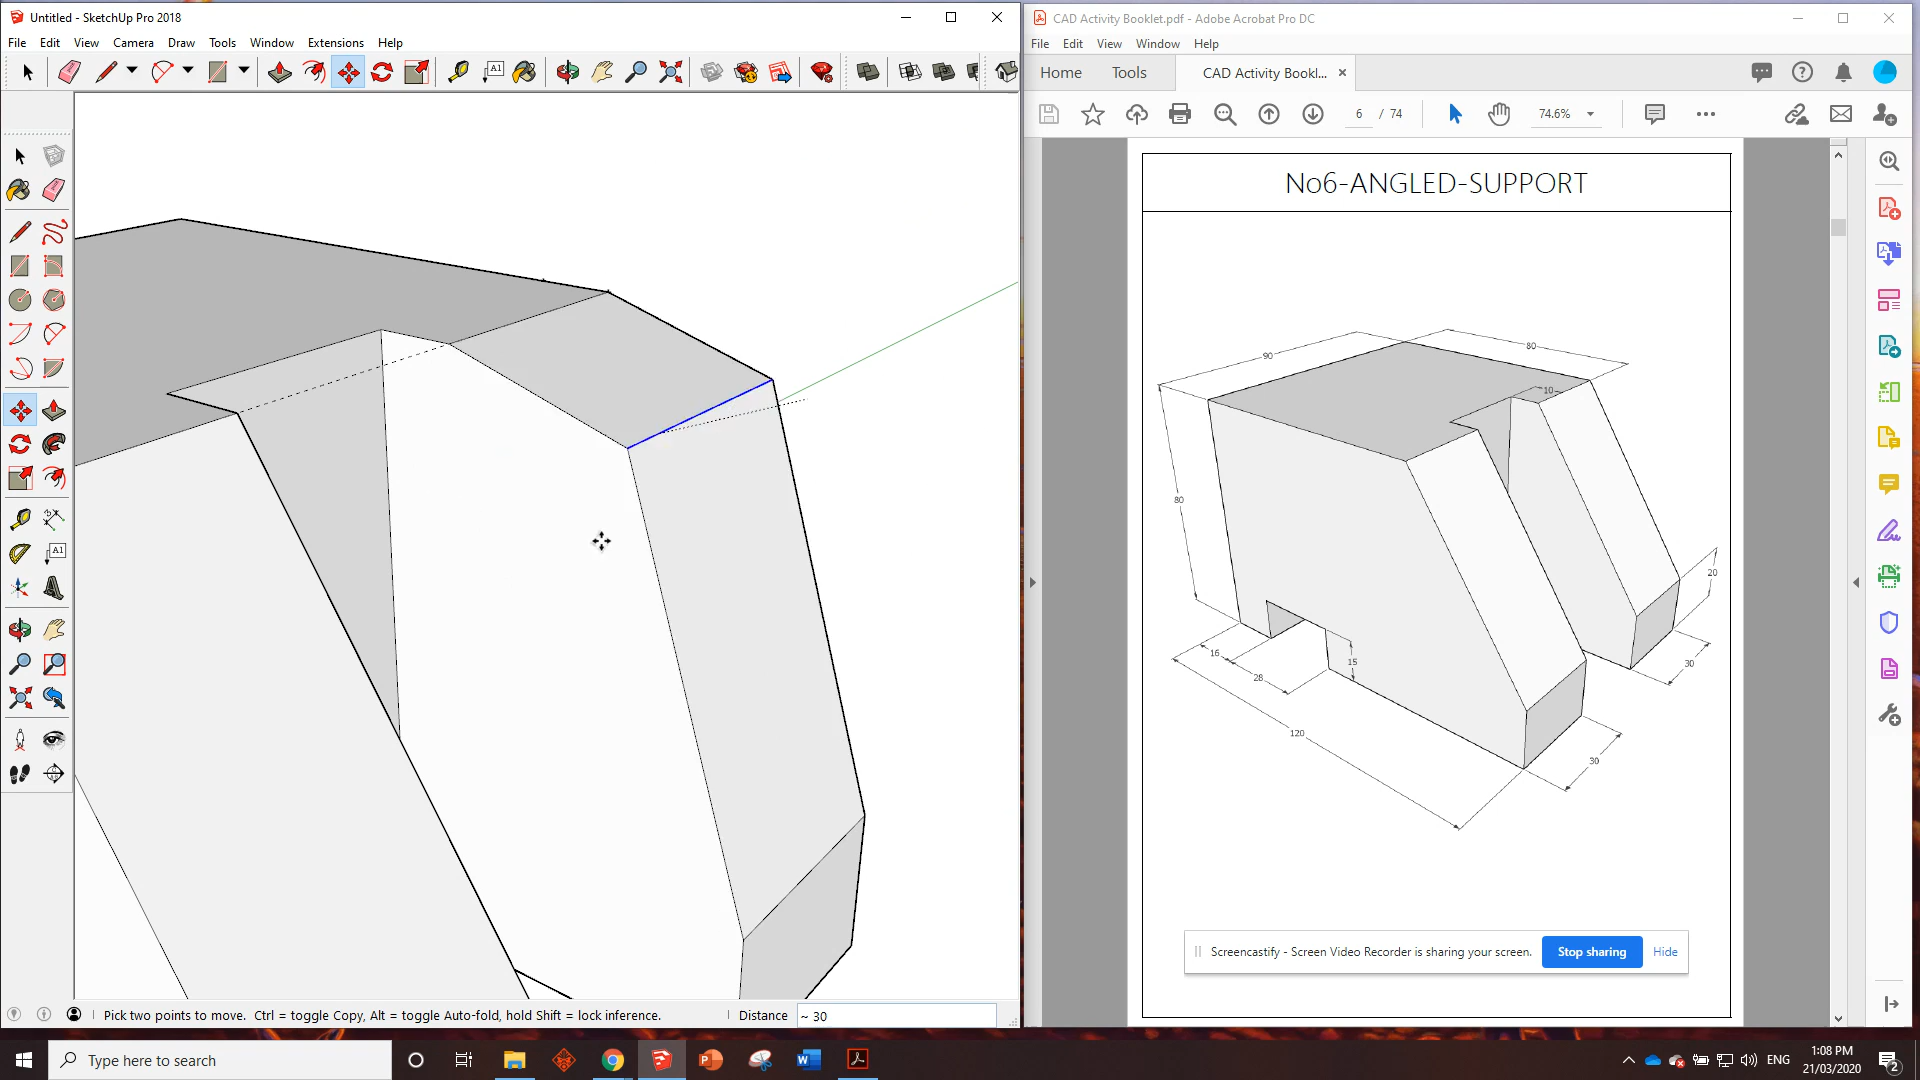 Untitled - SketchUp Pro 2018
File Edit View Camera Draw Tools Window Extensions Help
A1
A1
Pick two points to move. Ctrl = toggle Copy, Alt = toggle Auto-fold, hold Shift = lock inference.
Distance ~ 30
CAD Activity Booklet.pdf - Adobe Acrobat Pro DC
File Edit View Window Help
Home Tools CAD Activity Bookl... ×
6 / 74 74.6%
No6-ANGLED-SUPPORT
90
80
10
80
20
16
15
28
30
120
30
Screencastify - Screen Video Recorder is sharing your screen. Stop sharing Hide
Type here to search
ENG
1:08 PM
21/03/2020
2